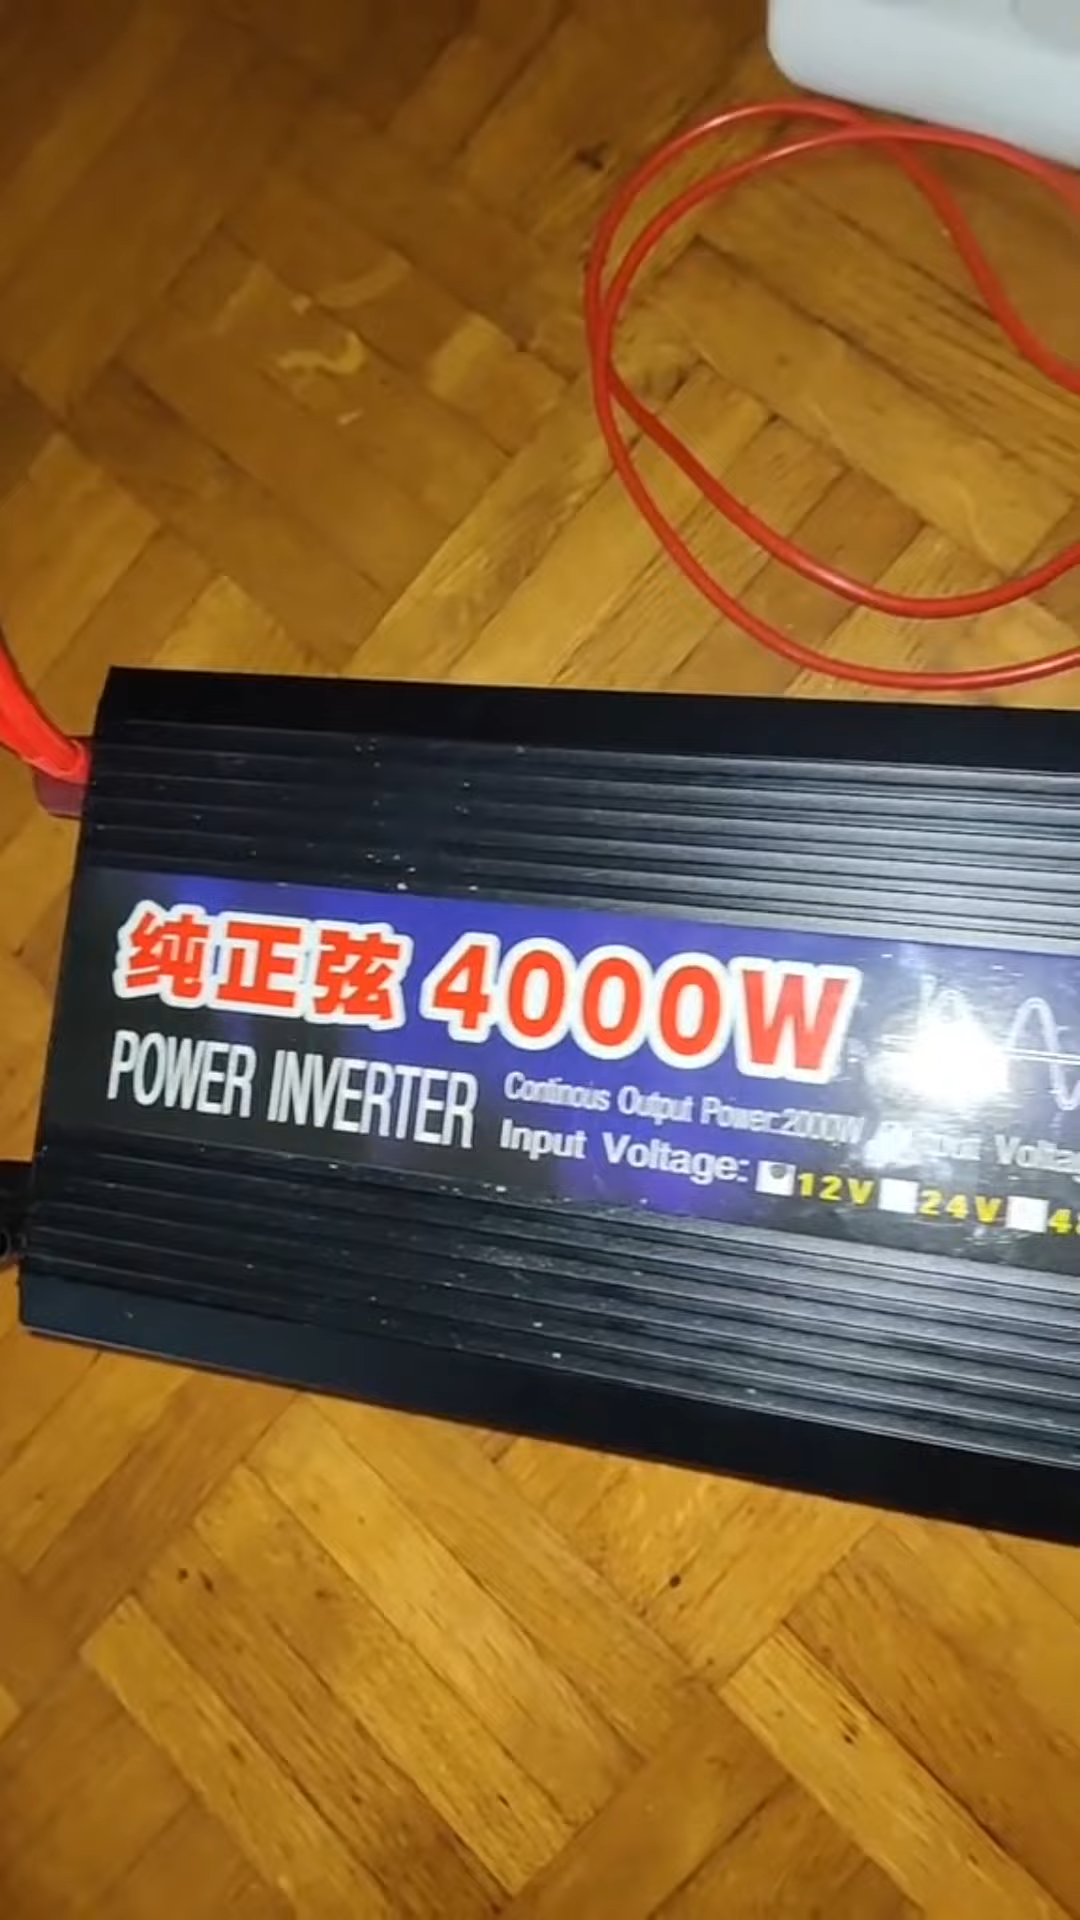 纯正弦 4000W
POWER INVERTER
Continous Output Power:2000W
Input Voltage: 12V 24V